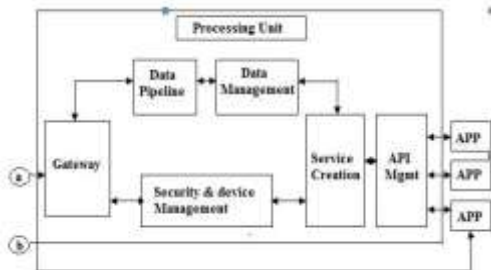 Processing Unit
Data
Pipeline
Data
Management
Gateway
Service
Creation
API
Mgmt
APP
APP
APP
Security & device
Management
a
b